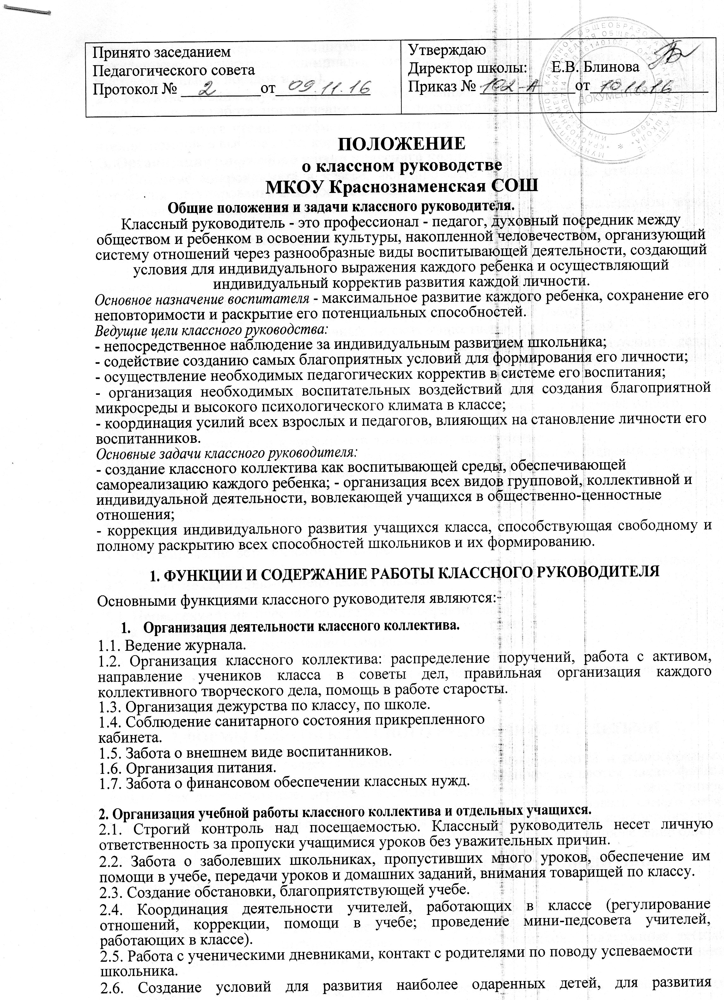 Принято заседанием
Педагогического совета
Протокол № 2 от 09.11.16
Утверждаю
Директор школы: Е.В. Блинова
Приказ № 102-А от 10.11.16
ДОКУМЕНТОВ
ПОЛОЖЕНИЕ
о классном руководстве
МКОУ Краснознаменская СОШ
Общие положения и задачи классного руководителя.
Классный руководитель - это профессионал - педагог, духовный посредник между
обществом и ребенком в освоении культуры, накопленной человечеством, организующий
систему отношений через разнообразные виды воспитывающей деятельности, создающий
условия для индивидуального выражения каждого ребенка и осуществляющий
индивидуальный корректив развития каждой личности.
Основное назначение воспитателя - максимальное развитие каждого ребенка, сохранение его
неповторимости и раскрытие его потенциальных способностей.
Ведущие цели классного руководства:
- непосредственное наблюдение за индивидуальным развитием школьника;
- содействие созданию самых благоприятных условий для формирования его личности;
- осуществление необходимых педагогических корректив в системе его воспитания;
- организация необходимых воспитательных воздействий для создания благоприятной
микросреды и высокого психологического климата в классе;
- координация усилий всех взрослых и педагогов, влияющих на становление личности его
воспитанников.
Основные задачи классного руководителя:
- создание классного коллектива как воспитывающей среды, обеспечивающей
самореализацию каждого ребенка; - организация всех видов групповой, коллективной и
индивидуальной деятельности, вовлекающей учащихся в общественно-ценностные
отношения;
- коррекция индивидуального развития учащихся класса, способствующая свободному и
полному раскрытию всех способностей школьников и их формированию.
1. ФУНКЦИИ И СОДЕРЖАНИЕ РАБОТЫ КЛАССНОГО РУКОВОДИТЕЛЯ
Основными функциями классного руководителя являются:-
1. Организация деятельности классного коллектива.
1.1. Ведение журнала.
1.2. Организация классного коллектива: распределение поручений, работа с активом,
направление учеников класса в советы дел, правильная организация каждого
коллективного творческого дела, помощь в работе старосты.
1.3. Организация дежурства по классу, по школе.
1.4. Соблюдение санитарного состояния прикрепленного
кабинета.
1.5. Забота о внешнем виде воспитанников.
1.6. Организация питания.
1.7. Забота о финансовом обеспечении классных нужд.
2. Организация учебной работы классного коллектива и отдельных учащихся.
2.1. Строгий контроль над посещаемостью. Классный руководитель несет личную
ответственность за пропуски учащимися уроков без уважительных причин.
2.2. Забота о заболевших школьниках, пропустивших много уроков, обеспечение им
помощи в учебе, передачи уроков и домашних заданий, внимания товарищей по классу.
2.3. Создание обстановки, благоприятствующей учебе.
2.4. Координация деятельности учителей, работающих в классе (регулирование
отношений, коррекции, помощи в учебе; проведение мини-педсовета учителей,
работающих в классе).
2.5. Работа с ученическими дневниками, контакт с родителями по поводу успеваемости
школьника.
2.6. Создание условий для развития наиболее одаренных детей, для развития